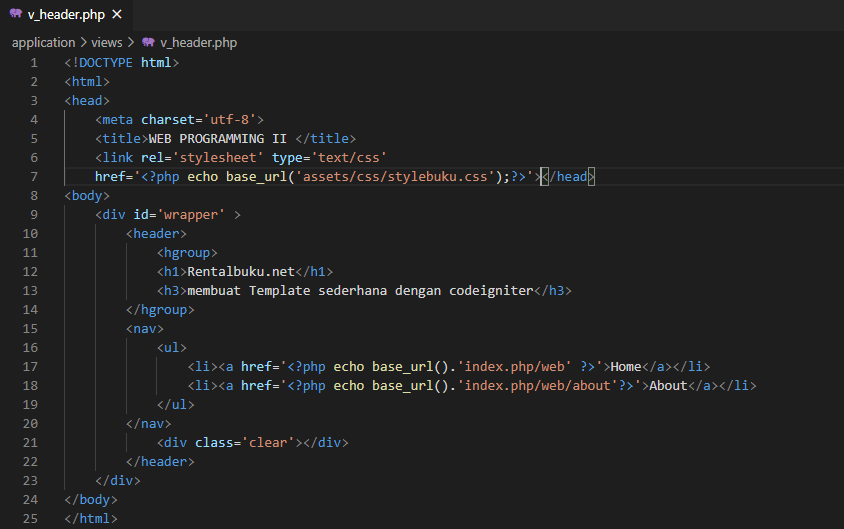 v_header.php ×
application > views > v_header.php
1 <!DOCTYPE html>
2 <html>
3 <head>
4     <meta charset='utf-8'>
5     <title>WEB PROGRAMMING II </title>
6     <link rel='stylesheet' type='text/css'
7     href='<?php echo base_url('assets/css/stylebuku.css');?>'></head>
8 <body>
9     <div id='wrapper' >
10         <header>
11             <hgroup>
12             <h1>Rentalbuku.net</h1>
13             <h3>membuat Template sederhana dengan codeigniter</h3>
14         </hgroup>
15         <nav>
16             <ul>
17                 <li><a href='<?php echo base_url().'index.php/web' ?>'>Home</a></li>
18                 <li><a href='<?php echo base_url().'index.php/web/about'?>'>About</a></li>
19             </ul>
20         </nav>
21             <div class='clear'></div>
22         </header>
23     </div>
24 </body>
25 </html>